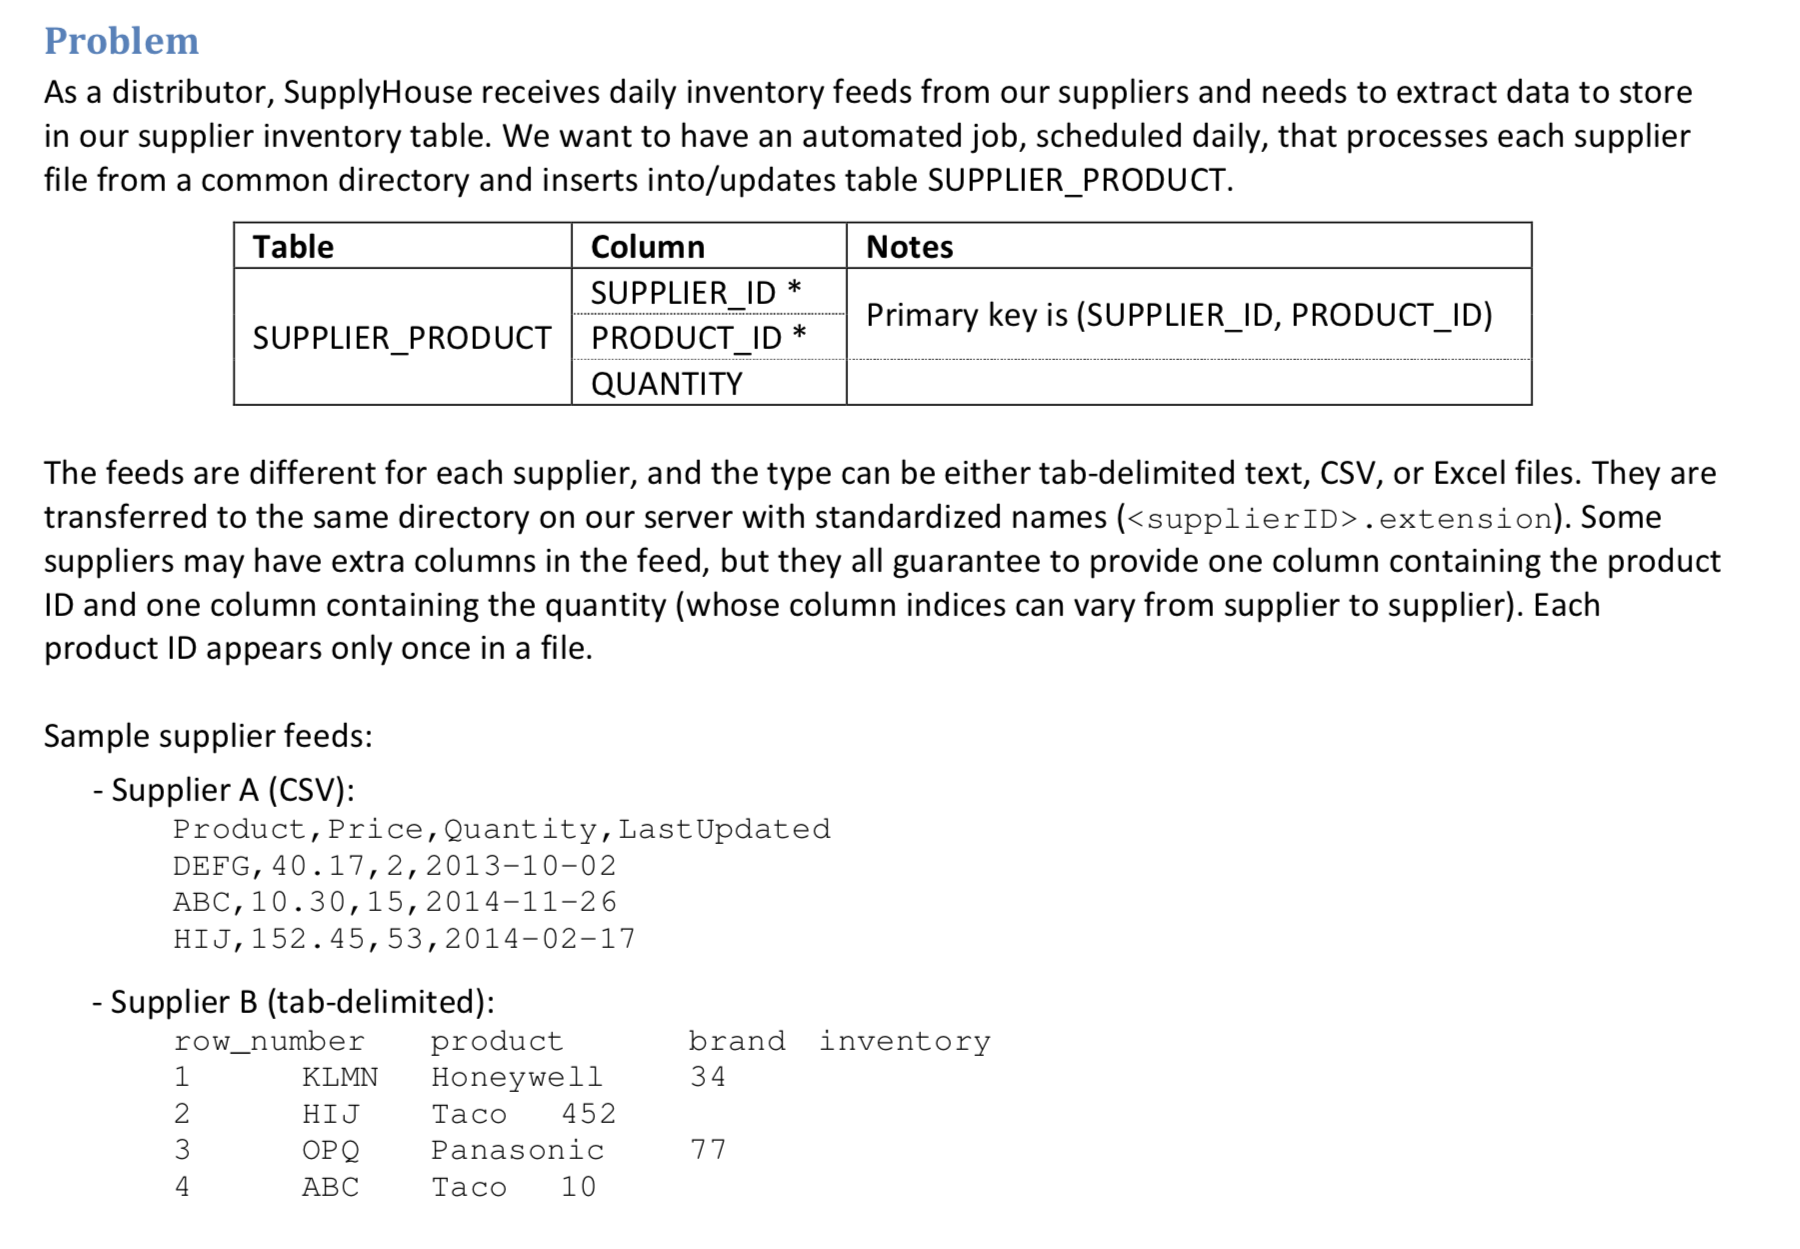 Problem
As a distributor, SupplyHouse receives daily inventory feeds from our suppliers and needs to extract data to store
in our supplier inventory table. We want to have an automated job, scheduled daily, that processes each supplier
file from a common directory and inserts into/updates table SUPPLIER_PRODUCT.
Table Column Notes
SUPPLIER_ID *
Primary key is (SUPPLIER_ID, PRODUCT_ID)
SUPPLIER_PRODUCT PRODUCT_ID *
QUANTITY
The feeds are different for each supplier, and the type can be either tab-delimited text, CSV, or Excel files. They are
transferred to the same directory on our server with standardized names (<supplierID>.extension). Some
suppliers may have extra columns in the feed, but they all guarantee to provide one column containing the product
ID and one column containing the quantity (whose column indices can vary from supplier to supplier). Each
product ID appears only once in a file.
Sample supplier feeds:
- Supplier A (CSV):
Product,Price,Quantity,LastUpdated
DEFG,40.17,2,2013-10-02
ABC,10.30,15,2014-11-26
HIJ,152.45,53,2014-02-17
- Supplier B (tab-delimited):
row_number product brand inventory
1 KLMN Honeywell 34
2 HIJ Taco 452
3 OPQ Panasonic 77
4 ABC Taco 10